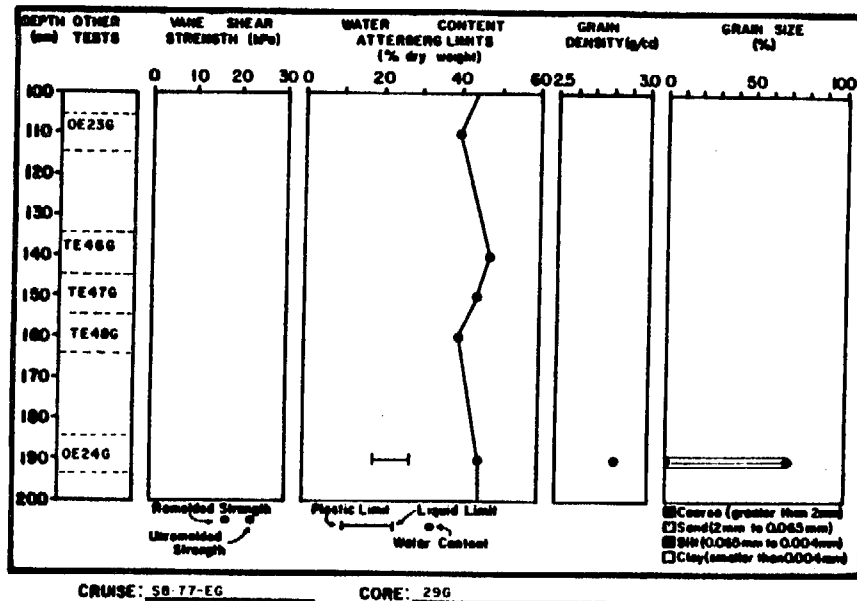 DEPTH OTHER VANE SHEAR WATER CONTENT GRAIN GRAIN SIZE
(cm) TESTS STRENGTH (kPa) ATTERBERG LIMITS DENSITY(g/cc) (%)
(% dry weight)
0 10 20 30 0 20 40 60 2.5 3.0 0 50 100
100
OE23G
110
120
130
TE46G
140
TE47G
150
TE48G
160
170
180
OE24G
190
200
Remolded Strength
Unremolded Strength
Plastic Limit
Liquid Limit
Water Content
Coarse (greater than 2mm)
Sand (2mm to 0.063mm)
Silt (0.063mm to 0.004mm)
Clay (smaller than 0.004mm)
CRUISE: S8-77-EG CORE: 29G